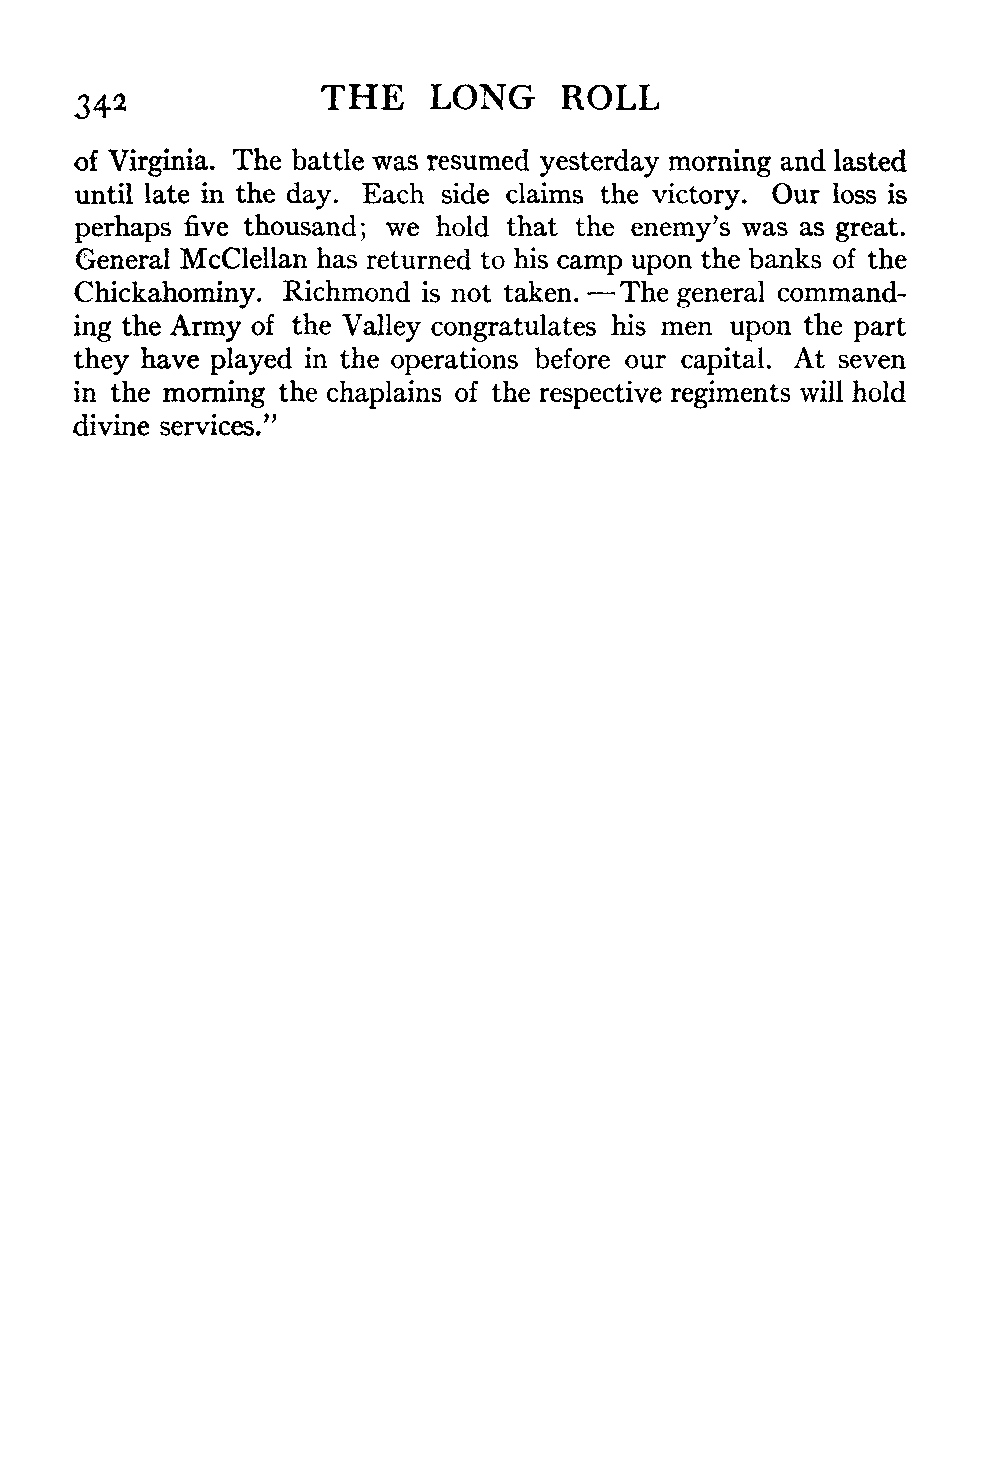 342 THE LONG ROLL
of Virginia. The battle was resumed yesterday morning and lasted
until late in the day. Each side claims the victory. Our loss is
perhaps five thousand; we hold that the enemy's was as great.
General McClellan has returned to his camp upon the banks of the
Chickahominy. Richmond is not taken. — The general command-
ing the Army of the Valley congratulates his men upon the part
they have played in the operations before our capital. At seven
in the morning the chaplains of the respective regiments will hold
divine services."